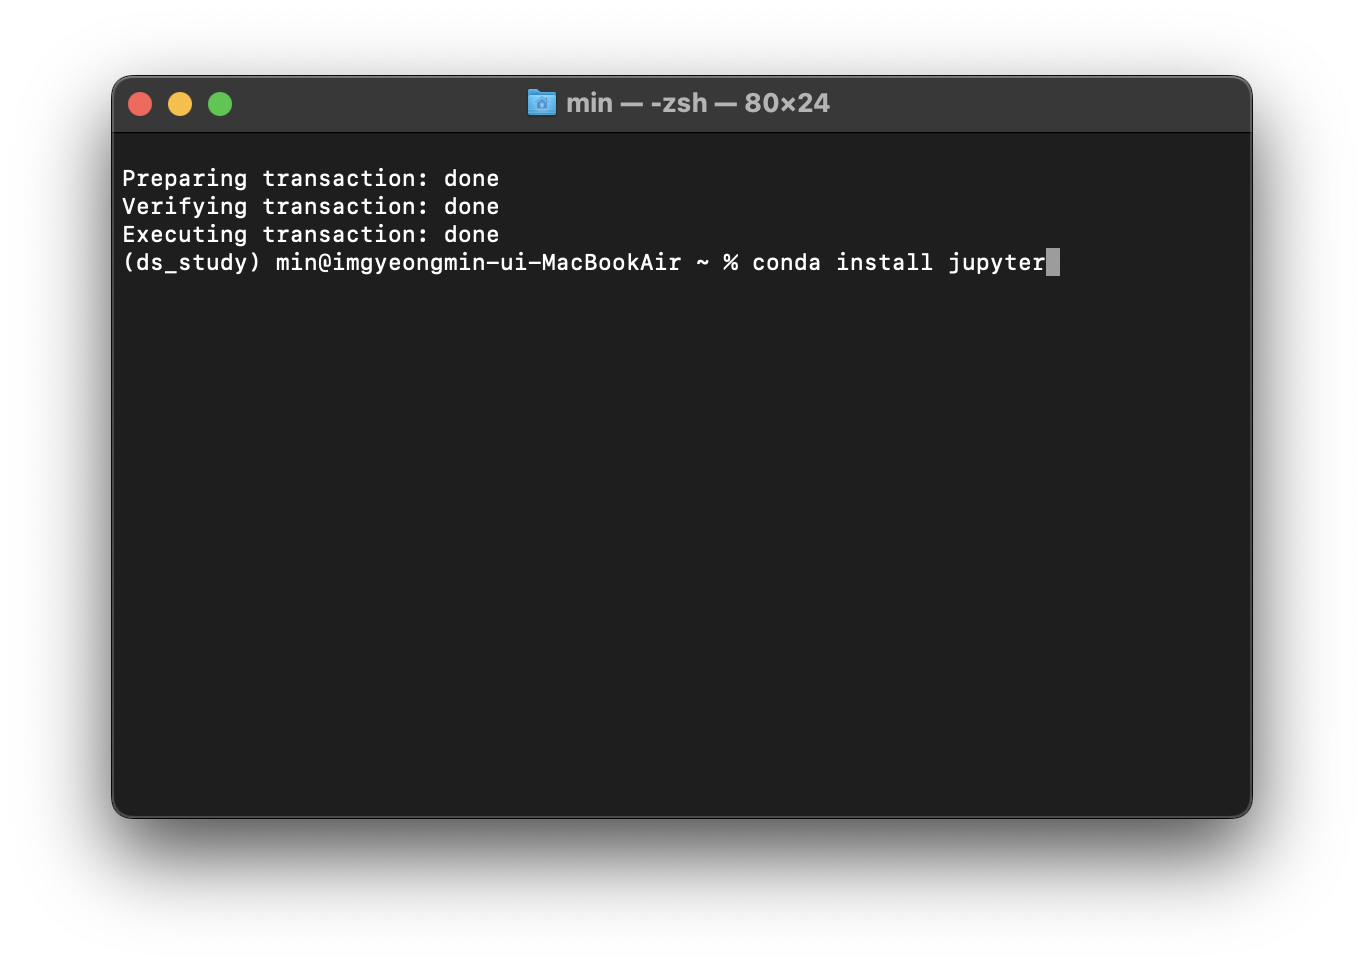 min — -zsh — 80×24
Preparing transaction: done
Verifying transaction: done
Executing transaction: done
(ds_study) min@imgyeongmin-ui-MacBookAir ~ % conda install jupyter